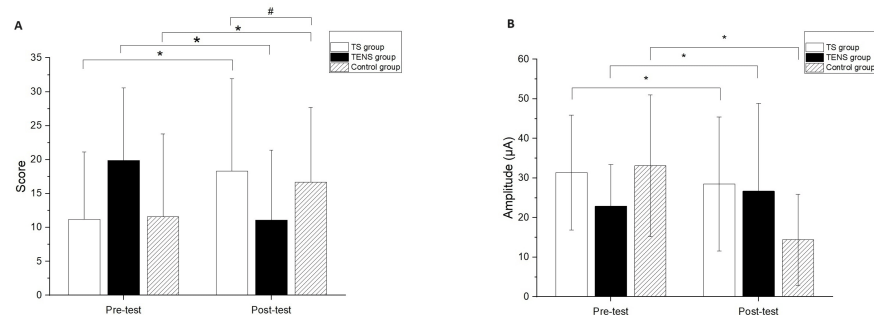 A
#
*
*
*
TS group
TENS group
Control group
35
30
25
20
15
10
5
0
Score
Pre-test
Post-test
B
*
*
*
TS group
TENS group
Control group
60
50
40
30
20
10
0
Amplitude (µA)
Pre-test
Post-test